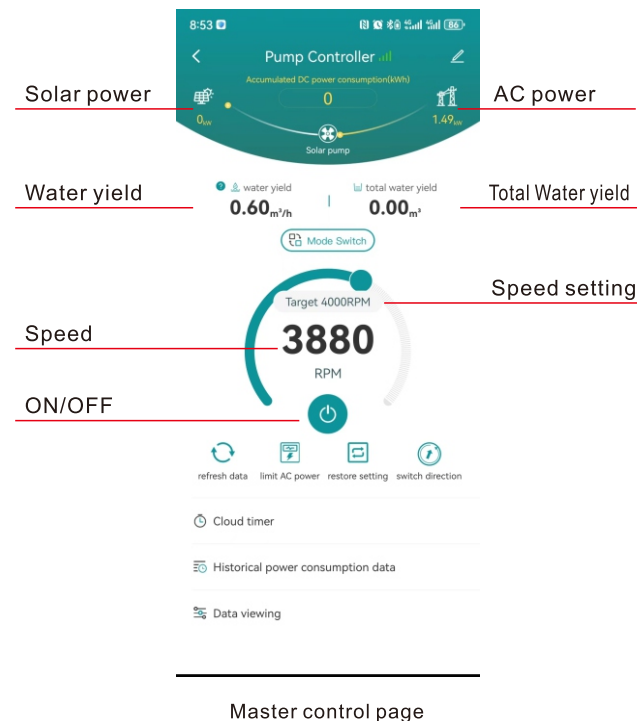 8:53
4G 4G 86
Pump Controller
Accumulated DC power consumption(kWh)
Solar power
0
AC power
0kW
1.49kW
Solar pump
Water yield
? water yield
total water yield
Total Water yield
0.60m³/h
0.00m³
Mode Switch
Speed setting
Target 4000RPM
Speed
3880
RPM
ON/OFF
refresh data limit AC power restore setting switch direction
Cloud timer
Historical power consumption data
Data viewing
Master control page